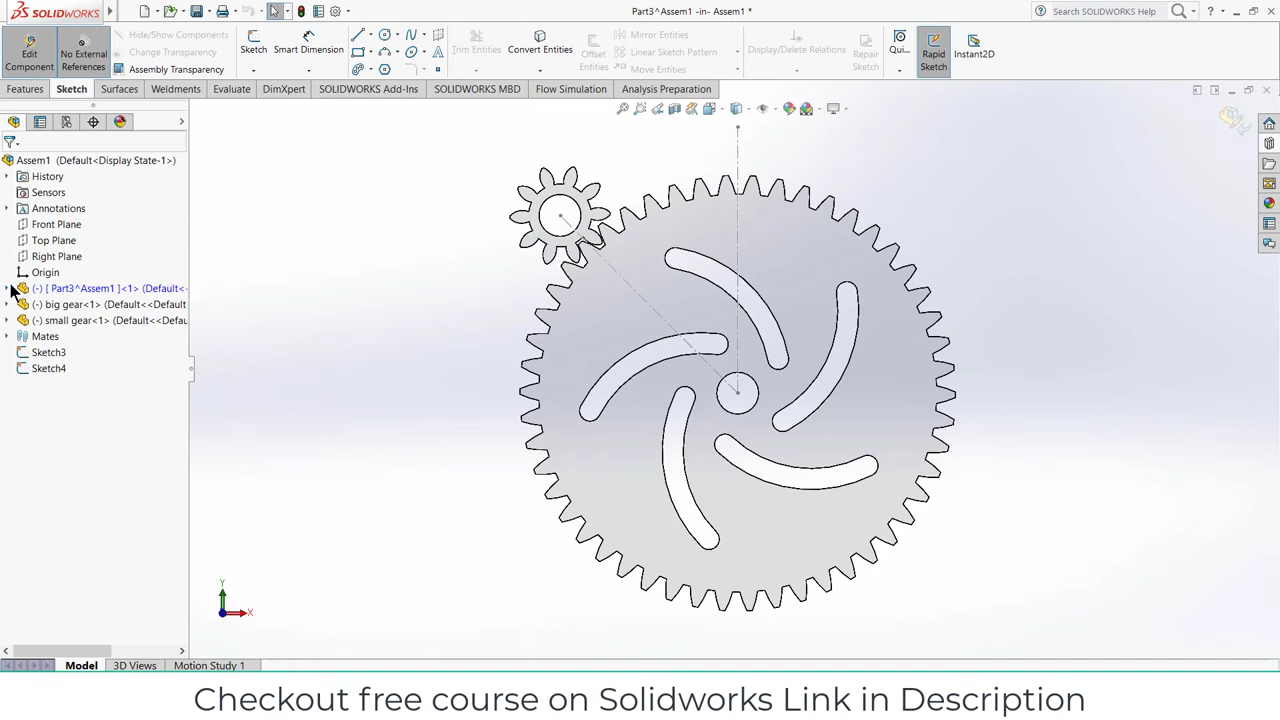 SOLIDWORKS
Part3^Assem1 -in- Assem1 *
Search SOLIDWORKS Help
Edit
Component
No External
References
Hide/Show Components
Change Transparency
Assembly Transparency
Sketch
Smart Dimension
Trim Entities
Convert Entities
Offset
Entities
Mirror Entities
Linear Sketch Pattern
Move Entities
Display/Delete Relations
Repair
Sketch
Qui...
Rapid
Sketch
Instant2D
Features
Sketch
Surfaces
Weldments
Evaluate
DimXpert
SOLIDWORKS Add-Ins
SOLIDWORKS MBD
Flow Simulation
Analysis Preparation
Assem1 (Default<Display State-1>)
History
Sensors
Annotations
Front Plane
Top Plane
Right Plane
Origin
(-) [ Part3^Assem1 ]<1> (Default<
(-) big gear<1> (Default<<Default
(-) small gear<1> (Default<<Defau
Mates
Sketch3
Sketch4
Y
X
Model
3D Views
Motion Study 1
Checkout free course on Solidworks Link in Description